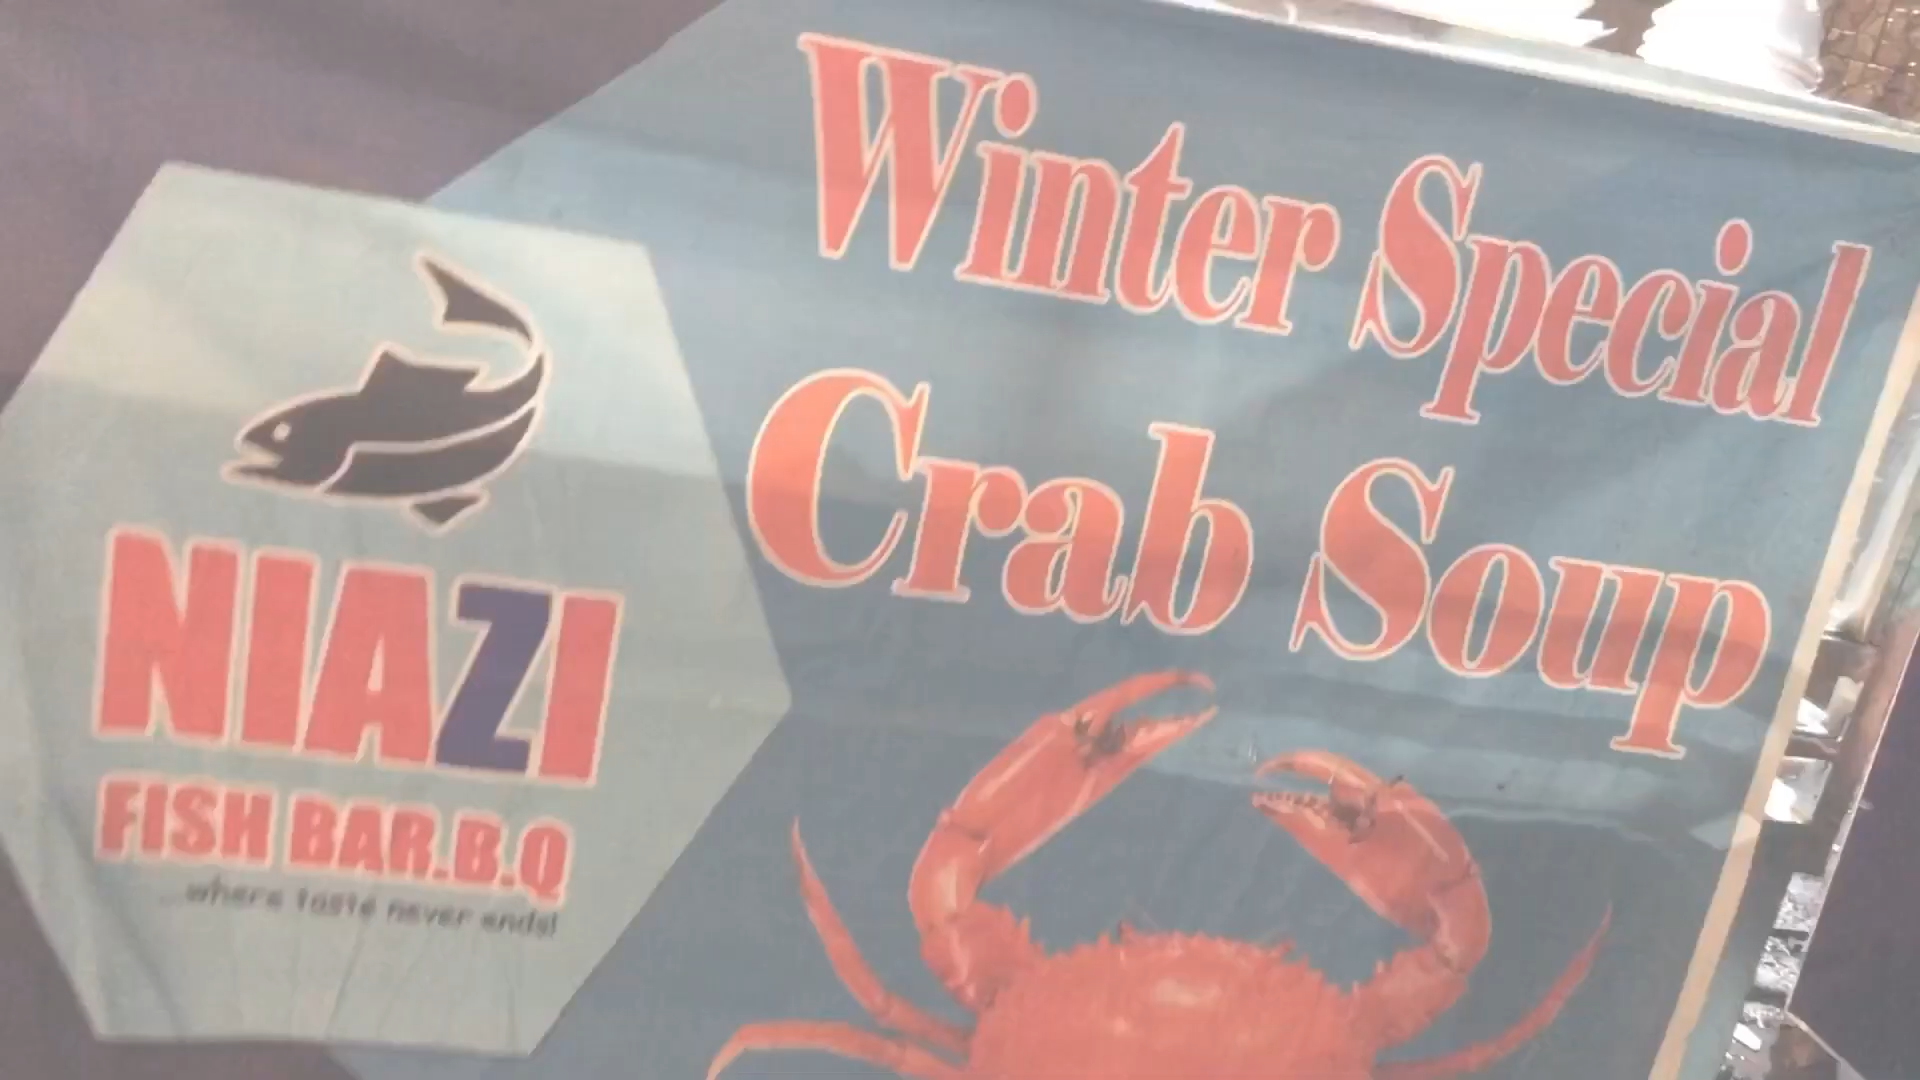 Winter Special
Crab Soup
NIAZI
FISH BAR.B.Q
...where taste never ends!